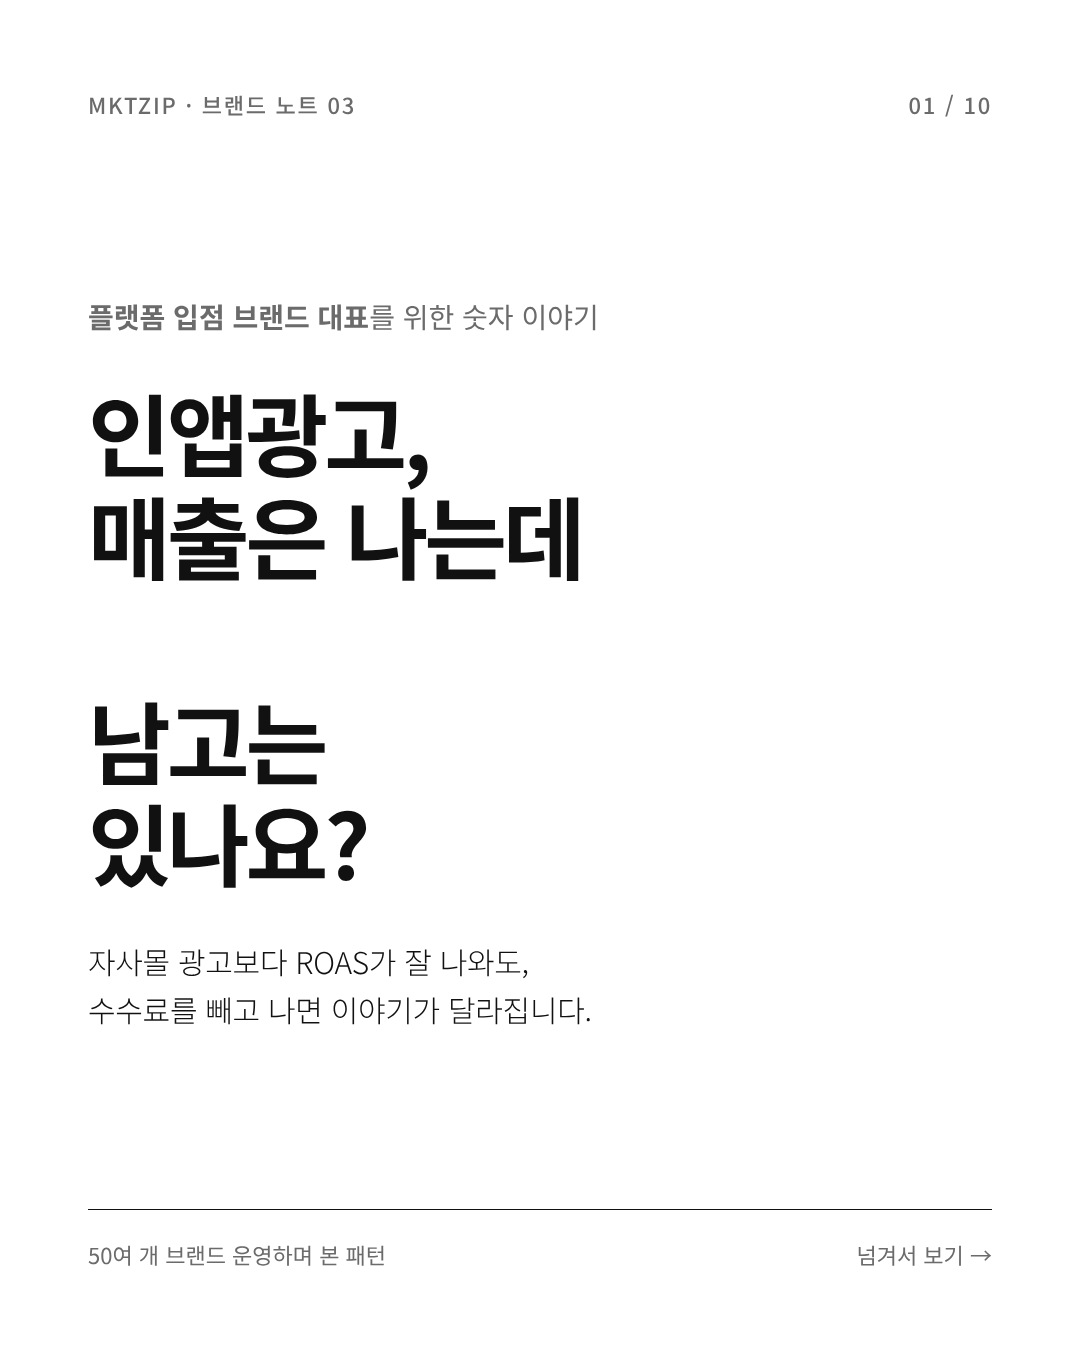 MKTZIP · 브랜드 노트 03
01 / 10
플랫폼 입점 브랜드 대표를 위한 숫자 이야기
인앱광고,
매출은 나는데
남고는
있나요?
자사몰 광고보다 ROAS가 잘 나와도,
수수료를 빼고 나면 이야기가 달라집니다.
50여 개 브랜드 운영하며 본 패턴
넘겨서 보기 →